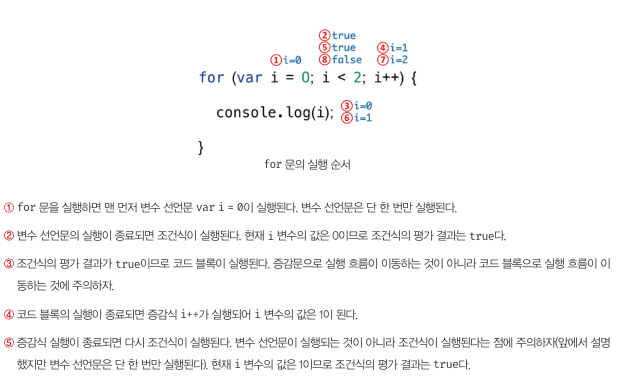 ② true
⑤ true ④ i=1
① i=0 ⑧ false ⑦ i=2
for (var i = 0; i < 2; i++) {
console.log(i); ③ i=0
⑥ i=1
}
for 문의 실행 순서
① for 문을 실행하면 맨 먼저 변수 선언문 var i = 0이 실행된다. 변수 선언문은 단 한 번만 실행된다.
② 변수 선언문의 실행이 종료되면 조건식이 실행된다. 현재 i 변수의 값은 0이므로 조건식의 평가 결과는 true다.
③ 조건식의 평가 결과가 true이므로 코드 블록이 실행된다. 증감문으로 실행 흐름이 이동하는 것이 아니라 코드 블록으로 실행 흐름이 이
동하는 것에 주의하자.
④ 코드 블록의 실행이 종료되면 증감식 i++가 실행되어 i 변수의 값은 1이 된다.
⑤ 증감식 실행이 종료되면 다시 조건식이 실행된다. 변수 선언문이 실행되는 것이 아니라 조건식이 실행된다는 점에 주의하자(앞에서 설명
했지만 변수 선언문은 단 한 번만 실행된다). 현재 i 변수의 값은 1이므로 조건식의 평가 결과는 true다.